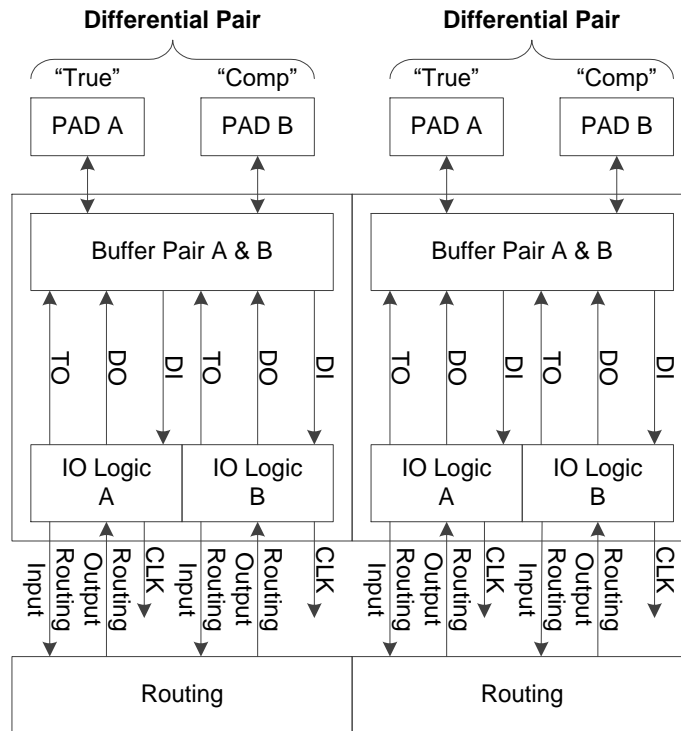 Differential Pair
Differential Pair
“True”
“Comp”
“True”
“Comp”
PAD A
PAD B
PAD A
PAD B
Buffer Pair A & B
Buffer Pair A & B
TO
DO
DI
TO
DO
DI
TO
DO
DI
TO
DO
DI
IO Logic
A
IO Logic
B
IO Logic
A
IO Logic
B
Routing
Input
Routing
Output
CLK
Routing
Input
Routing
Output
CLK
Routing
Input
Routing
Output
CLK
Routing
Input
Routing
Output
CLK
Routing
Routing